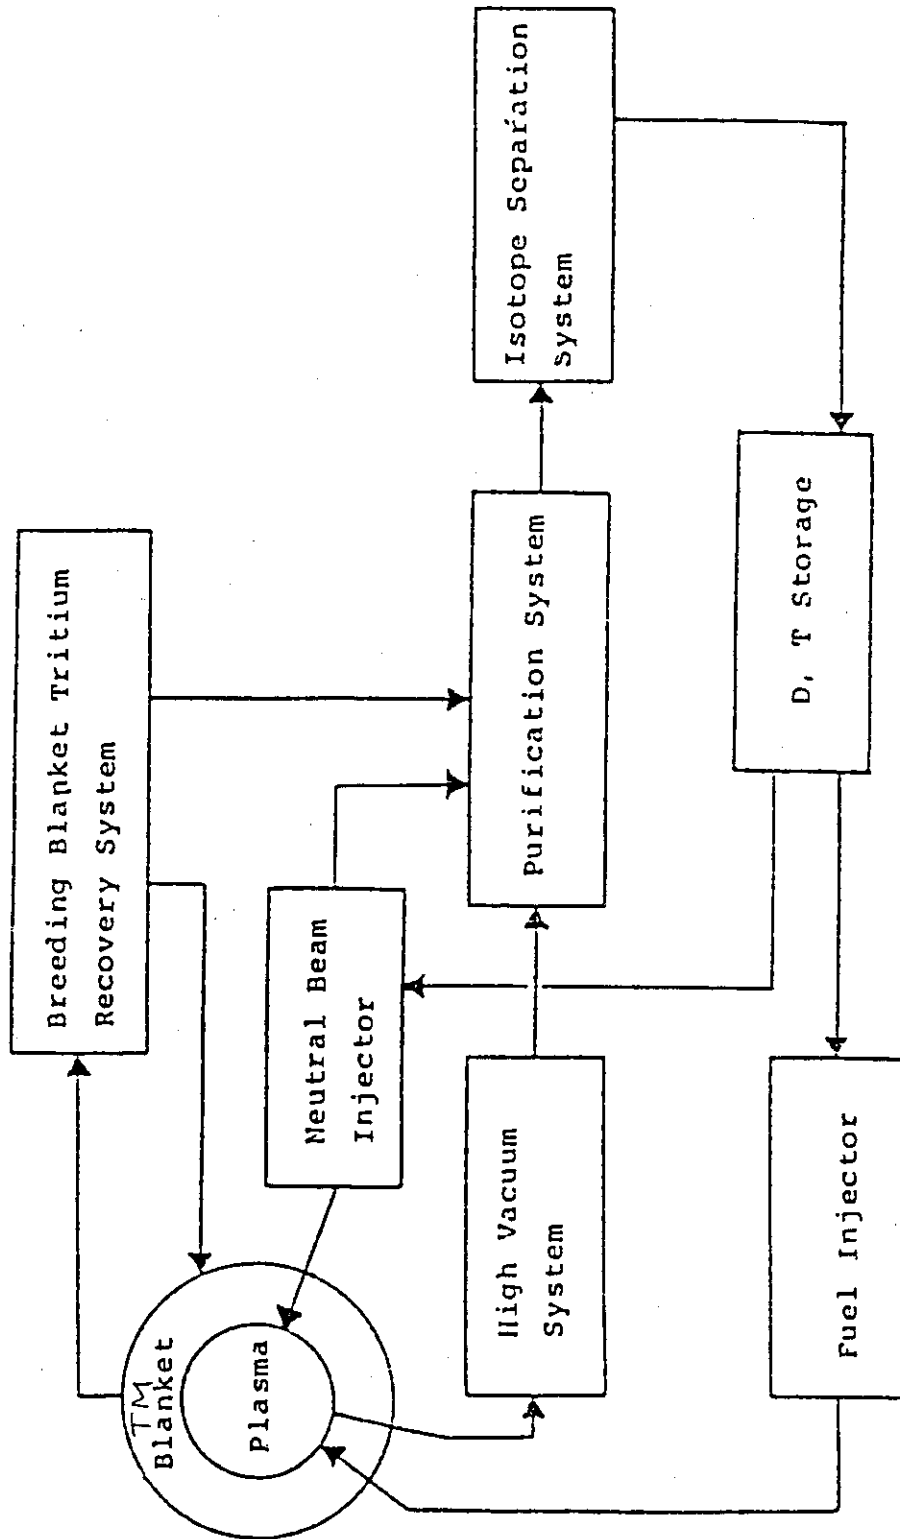 TM
Blanket
Plasma
Breeding Blanket Tritium
Recovery System
Neutral Beam
Injector
High Vacuum
System
Purification System
Isotope Separation
System
D, T Storage
Fuel Injector